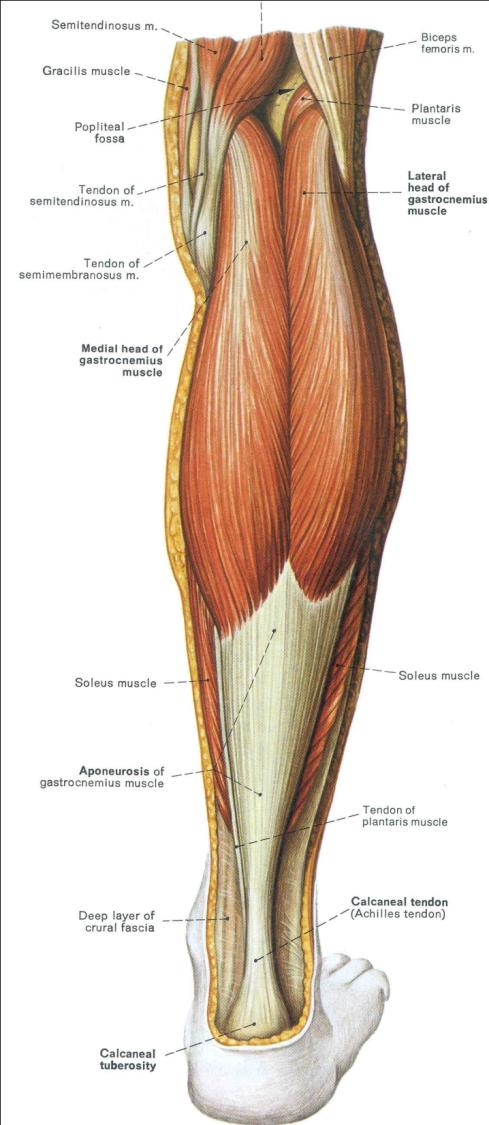 Semitendinosus m.
Biceps
femoris m.
Gracilis muscle
Plantaris
muscle
Popliteal
fossa
Lateral
head of
gastrocnemius
muscle
Tendon of
semitendinosus m.
Tendon of
semimembranosus m.
Medial head of
gastrocnemius
muscle
Soleus muscle
Soleus muscle
Aponeurosis of
gastrocnemius muscle
Tendon of
plantaris muscle
Calcaneal tendon
(Achilles tendon)
Deep layer of
crural fascia
Calcaneal
tuberosity